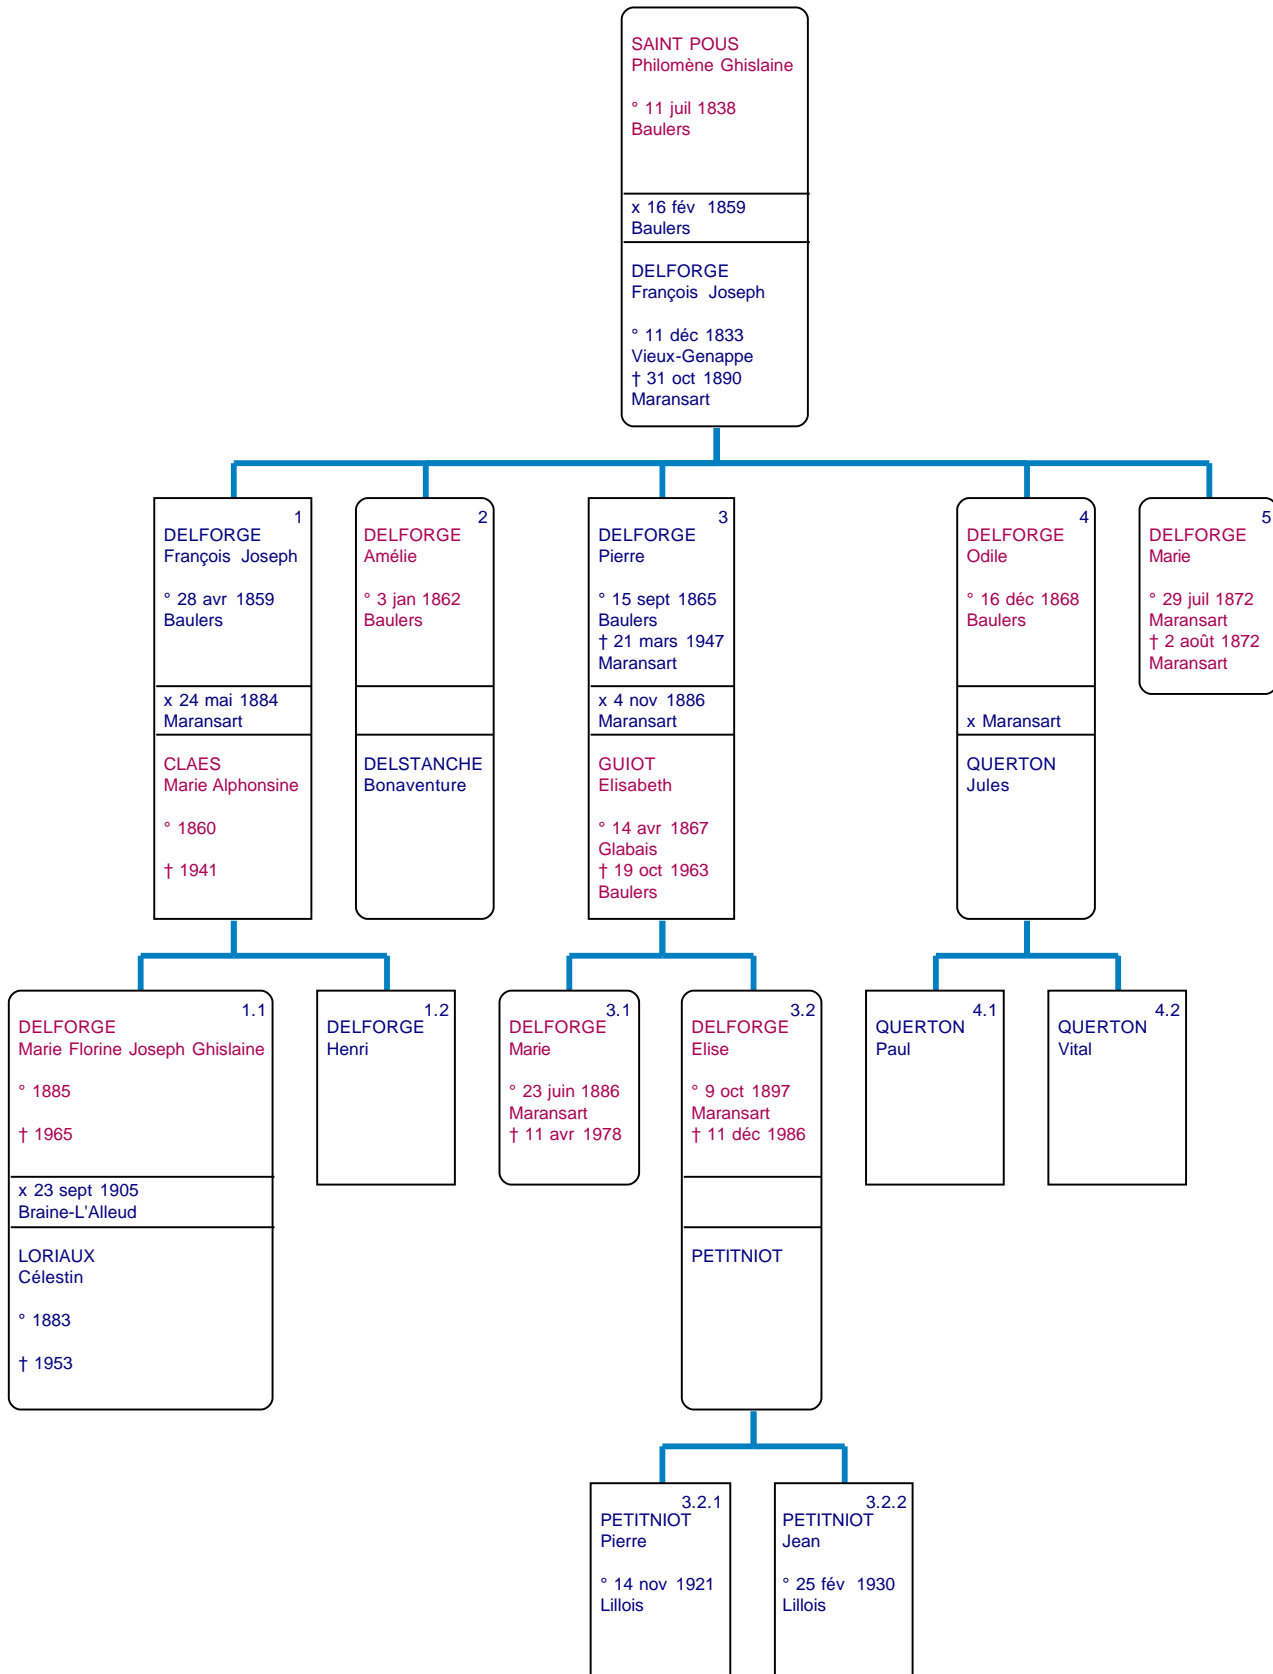 SAINT POUS
Philomène Ghislaine
° 11 juil 1838
Baulers
x 16 fév 1859
Baulers
DELFORGE
François Joseph
° 11 déc 1833
Vieux-Genappe
† 31 oct 1890
Maransart
1
DELFORGE
François Joseph
° 28 avr 1859
Baulers
x 24 mai 1884
Maransart
CLAES
Marie Alphonsine
° 1860
† 1941
2
DELFORGE
Amélie
° 3 jan 1862
Baulers
DELSTANCHE
Bonaventure
3
DELFORGE
Pierre
° 15 sept 1865
Baulers
† 21 mars 1947
Maransart
x 4 nov 1886
Maransart
GUIOT
Elisabeth
° 14 avr 1867
Glabais
† 19 oct 1963
Baulers
4
DELFORGE
Odile
° 16 déc 1868
Baulers
x Maransart
QUERTON
Jules
5
DELFORGE
Marie
° 29 juil 1872
Maransart
† 2 août 1872
Maransart
1.1
DELFORGE
Marie Florine Joseph Ghislaine
° 1885
† 1965
x 23 sept 1905
Braine-L'Alleud
LORIAUX
Célestin
° 1883
† 1953
1.2
DELFORGE
Henri
3.1
DELFORGE
Marie
° 23 juin 1886
Maransart
† 11 avr 1978
3.2
DELFORGE
Elise
° 9 oct 1897
Maransart
† 11 déc 1986
PETITNIOT
4.1
QUERTON
Paul
4.2
QUERTON
Vital
3.2.1
PETITNIOT
Pierre
° 14 nov 1921
Lillois
3.2.2
PETITNIOT
Jean
° 25 fév 1930
Lillois